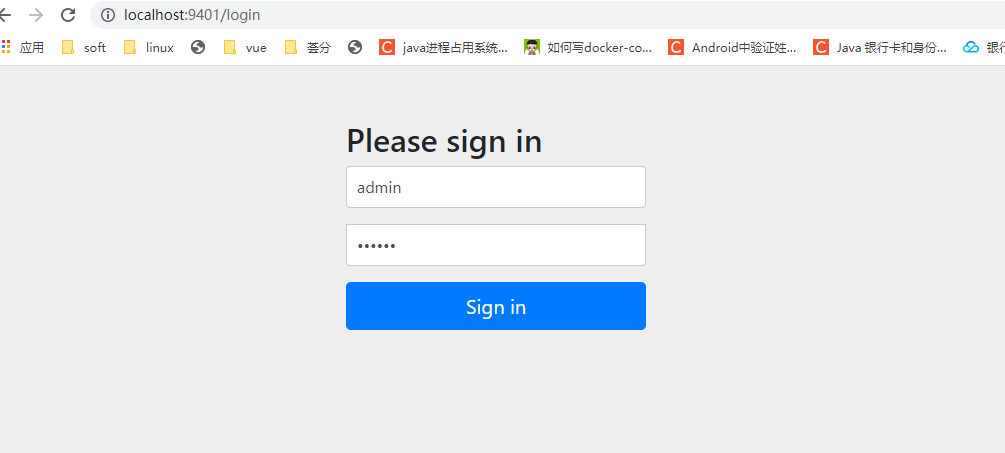 localhost:9401/login
应用 soft linux vue 荟分 java进程占用系统... 如何写docker-co... Android中验证姓... Java 银行卡和身份... 银行
Please sign in
admin
••••••
Sign in